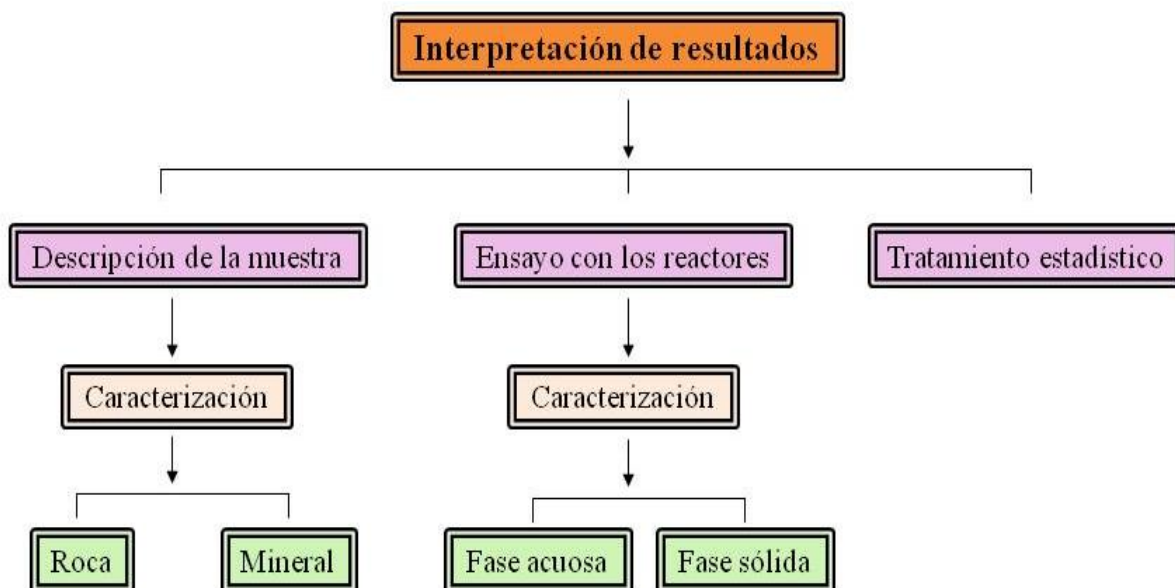 Interpretación de resultados
Descripción de la muestra
Ensayo con los reactores
Tratamiento estadístico
Caracterización
Caracterización
Roca
Mineral
Fase acuosa
Fase sólida